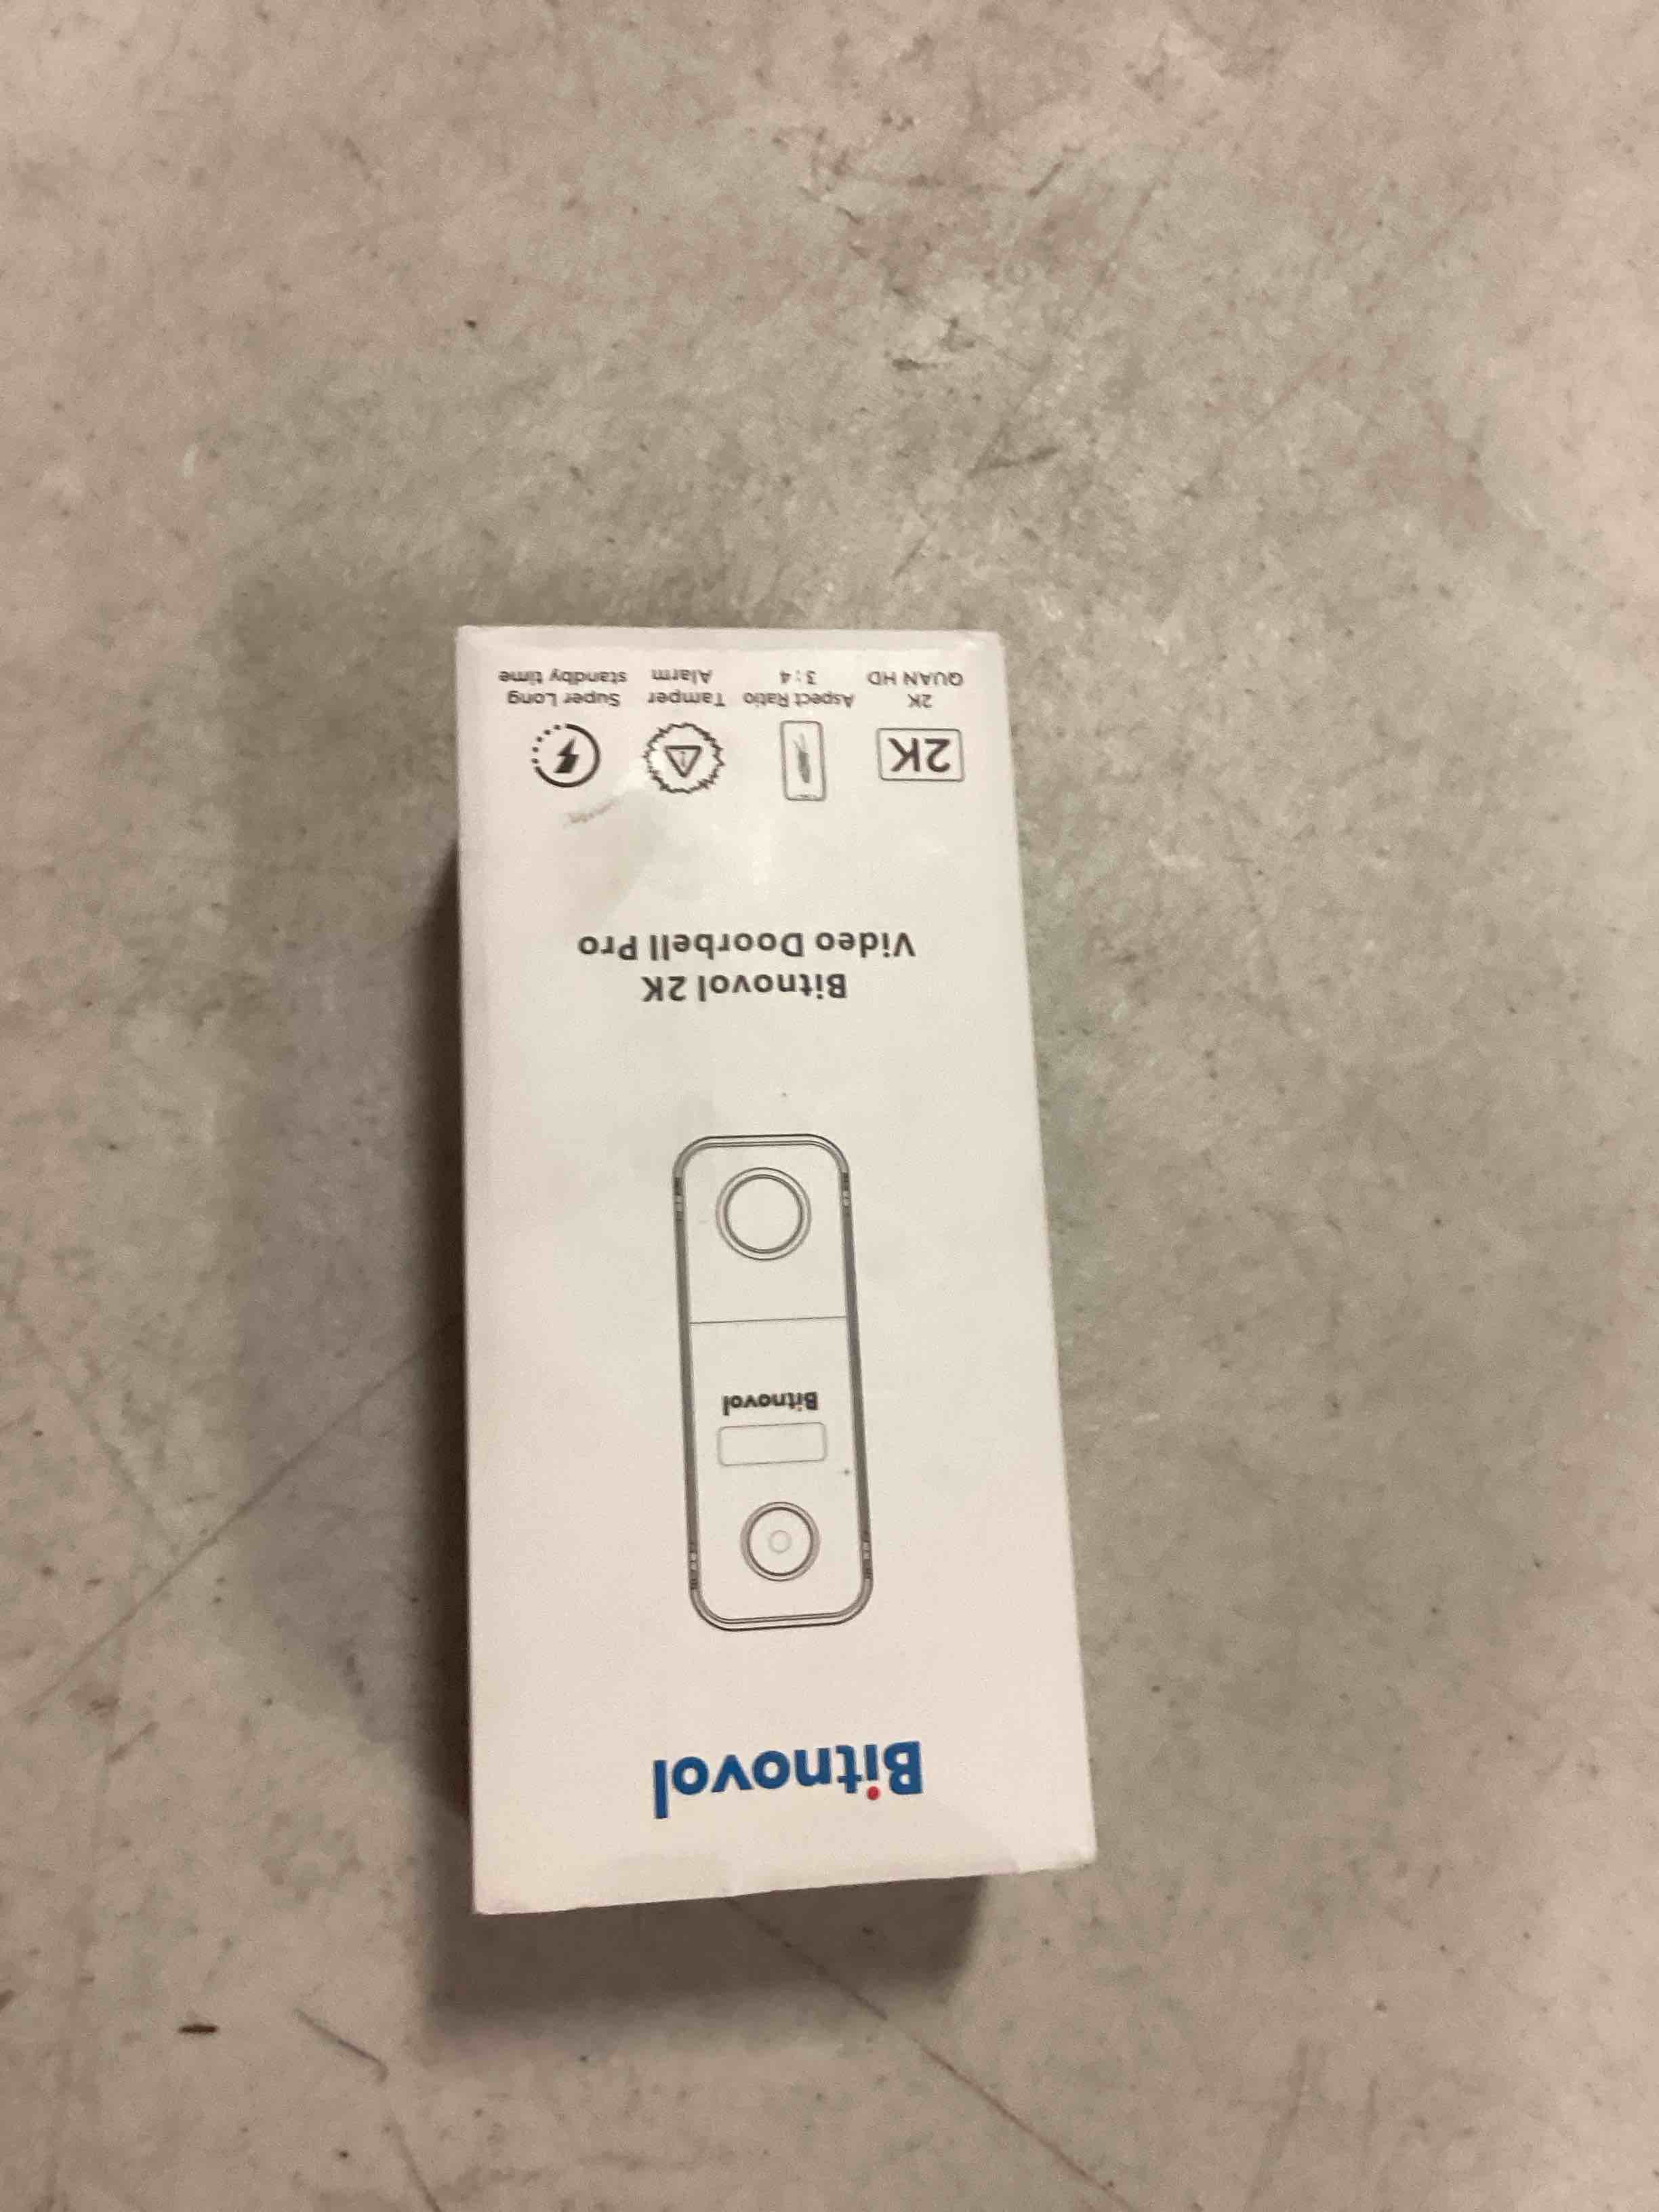 Bitnovol
Bitnovol
Bitnovol 2K
Video Doorbell Pro
2K
2K
QUAN HD
Aspect Ratio
3:4
Tamper
Alarm
Super Long
standby time